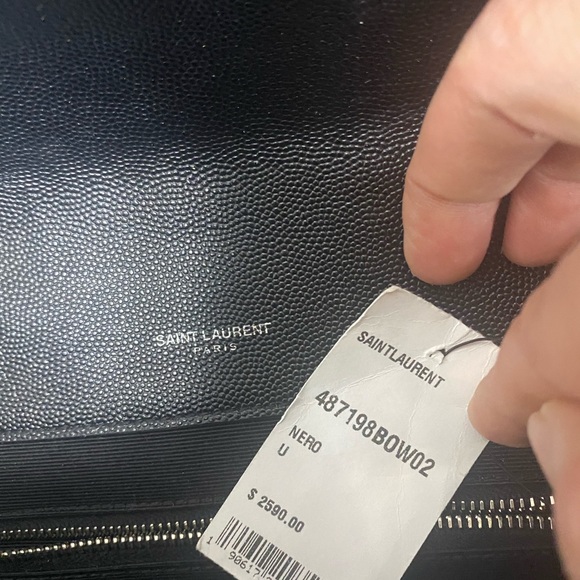 SAINT LAURENT
PARIS
SAINTLAURENT
487198BOW02
NERO
U
$ 2590.00